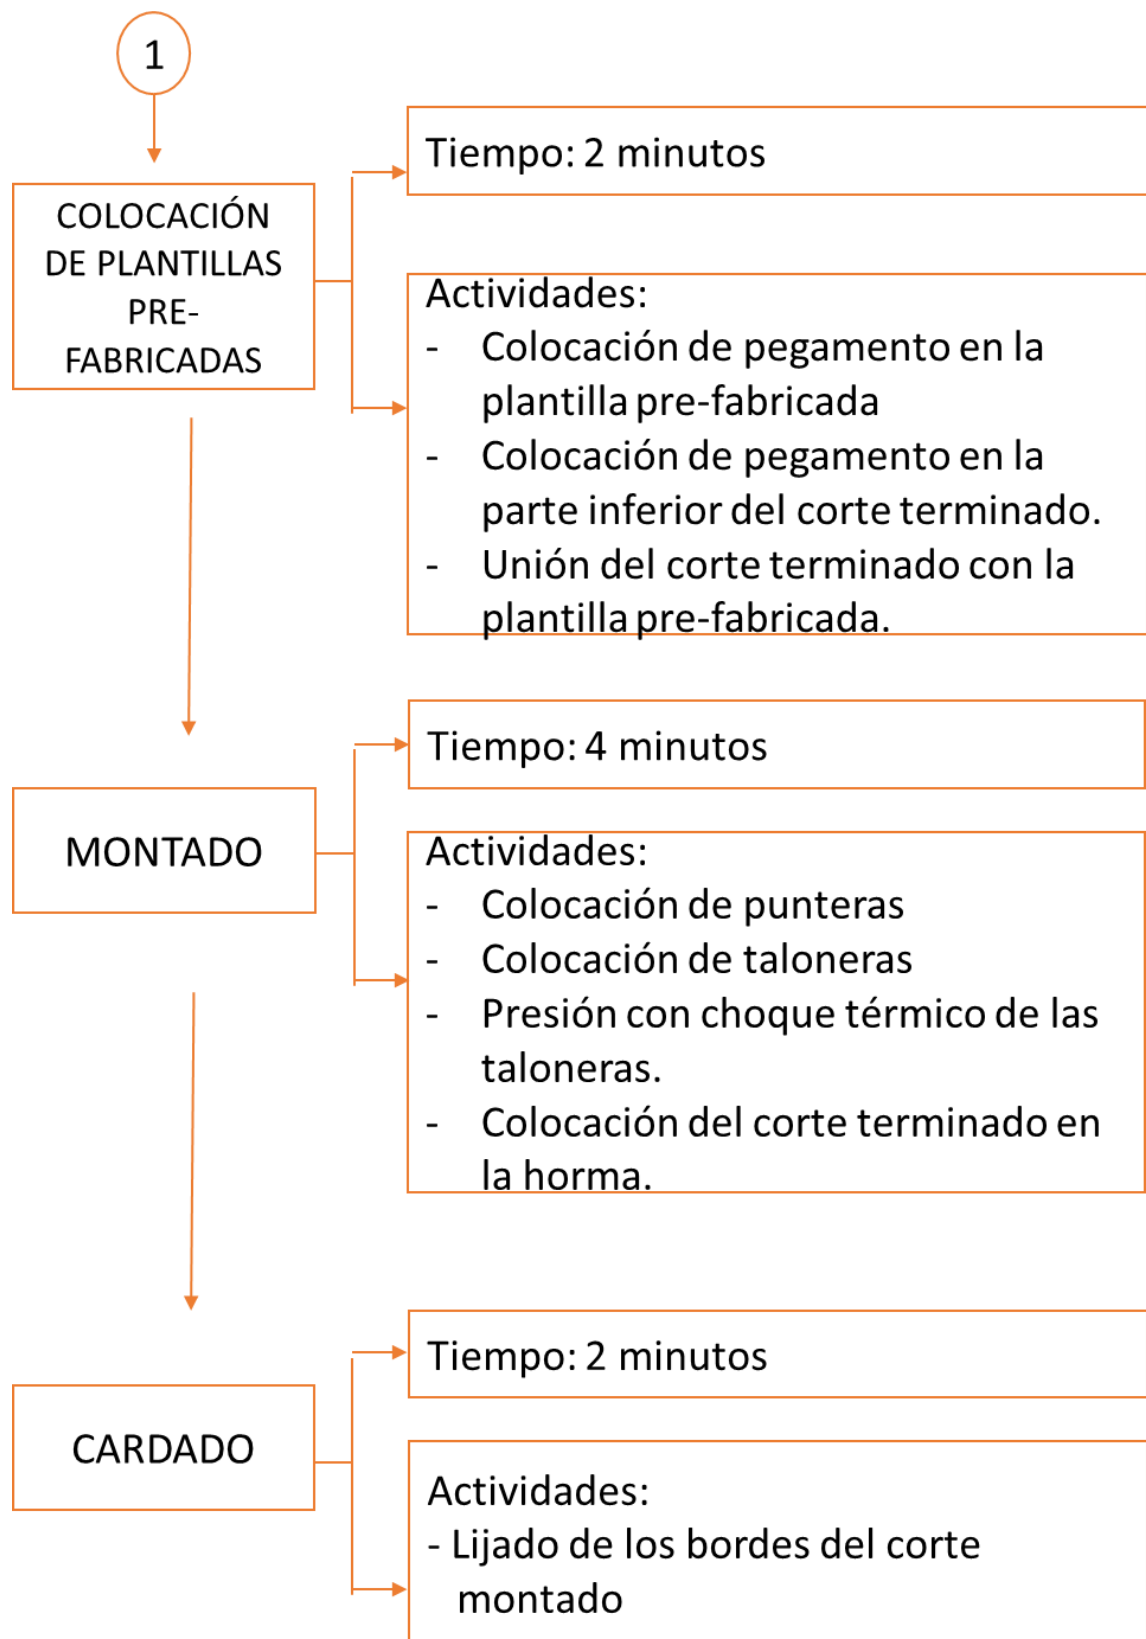 1
Tiempo: 2 minutos
COLOCACIÓN
DE PLANTILLAS
PRE-
FABRICADAS
Actividades:
- Colocación de pegamento en la
plantilla pre-fabricada
- Colocación de pegamento en la
parte inferior del corte terminado.
- Unión del corte terminado con la
plantilla pre-fabricada.
Tiempo: 4 minutos
MONTADO
Actividades:
- Colocación de punteras
- Colocación de taloneras
- Presión con choque térmico de las
taloneras.
- Colocación del corte terminado en
la horma.
Tiempo: 2 minutos
CARDADO
Actividades:
- Lijado de los bordes del corte
montado